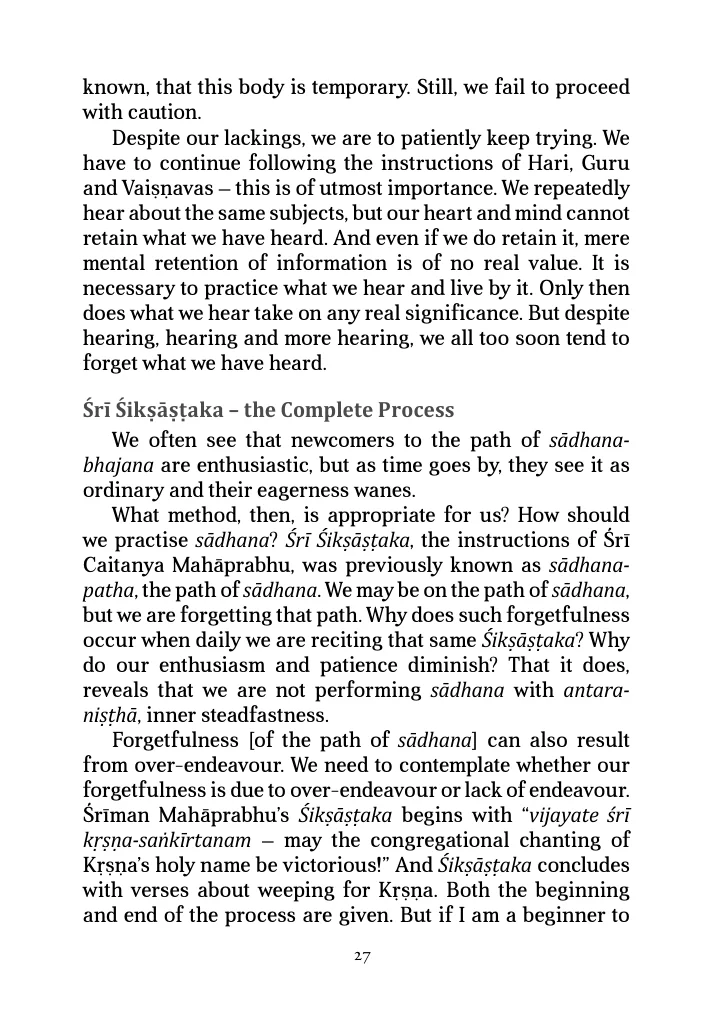 known, that this body is temporary. Still, we fail to proceed
with caution.
Despite our lackings, we are to patiently keep trying. We
have to continue following the instructions of Hari, Guru
and Vaiṣṇavas – this is of utmost importance. We repeatedly
hear about the same subjects, but our heart and mind cannot
retain what we have heard. And even if we do retain it, mere
mental retention of information is of no real value. It is
necessary to practice what we hear and live by it. Only then
does what we hear take on any real significance. But despite
hearing, hearing and more hearing, we all too soon tend to
forget what we have heard.
Śrī Śikṣāṣṭaka – the Complete Process
We often see that newcomers to the path of sādhana-
bhajana are enthusiastic, but as time goes by, they see it as
ordinary and their eagerness wanes.
What method, then, is appropriate for us? How should
we practise sādhana? Śrī Śikṣāṣṭaka, the instructions of Śrī
Caitanya Mahāprabhu, was previously known as sādhana-
patha, the path of sādhana. We may be on the path of sādhana,
but we are forgetting that path. Why does such forgetfulness
occur when daily we are reciting that same Śikṣāṣṭaka? Why
do our enthusiasm and patience diminish? That it does,
reveals that we are not performing sādhana with antara-
niṣṭhā, inner steadfastness.
Forgetfulness [of the path of sādhana] can also result
from over-endeavour. We need to contemplate whether our
forgetfulness is due to over-endeavour or lack of endeavour.
Śrīman Mahāprabhu’s Śikṣāṣṭaka begins with “vijayate śrī
kṛṣṇa-saṅkīrtanam – may the congregational chanting of
Kṛṣṇa’s holy name be victorious!” And Śikṣāṣṭaka concludes
with verses about weeping for Kṛṣṇa. Both the beginning
and end of the process are given. But if I am a beginner to
27